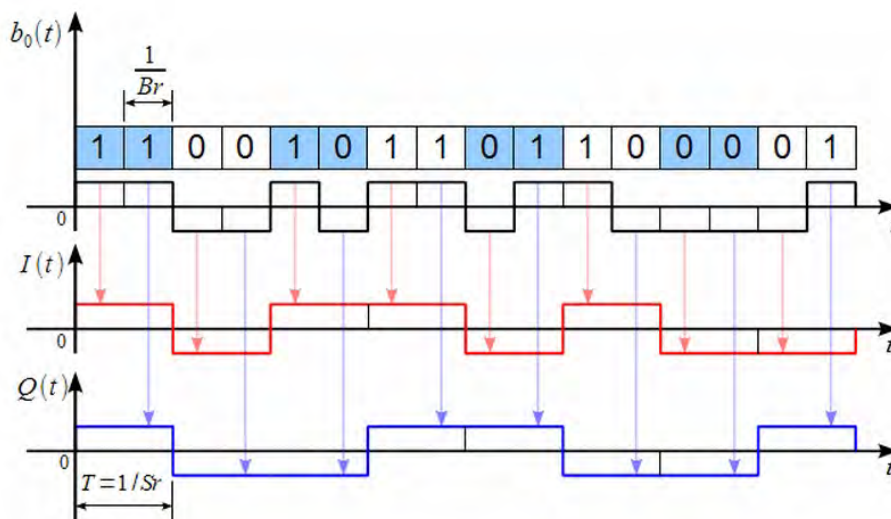 b₀(t)
1
Br
1 1 0 0 1 0 1 1 0 1 1 0 0 0 0 1
0
I(t)
0
t
Q(t)
0
t
T=1/Sr